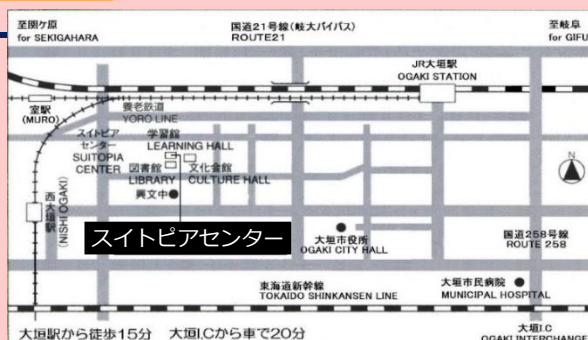 至関ケ原
for SEKIGAHARA
国道21号線(岐大バイパス)
ROUTE21
至岐阜
for GIFU
JR大垣駅
OGAKI STATION
室駅
(MURO)
養老鉄道
YORO LINE
スイトピア
センター
SUITOPIA
CENTER
学習館
LEARNING HALL
図書館
LIBRARY
文化会館
CULTURE HALL
興文中
N
西大垣駅
(NISHI OGAKI)
スイトピアセンター
大垣市役所
OGAKI CITY HALL
国道258号線
ROUTE 258
東海道新幹線
TOKAIDO SHINKANSEN LINE
大垣市民病院
MUNICIPAL HOSPITAL
大垣駅から徒歩15分 大垣I.Cから車で20分
大垣I.C
OGAKI INTERCHANGE